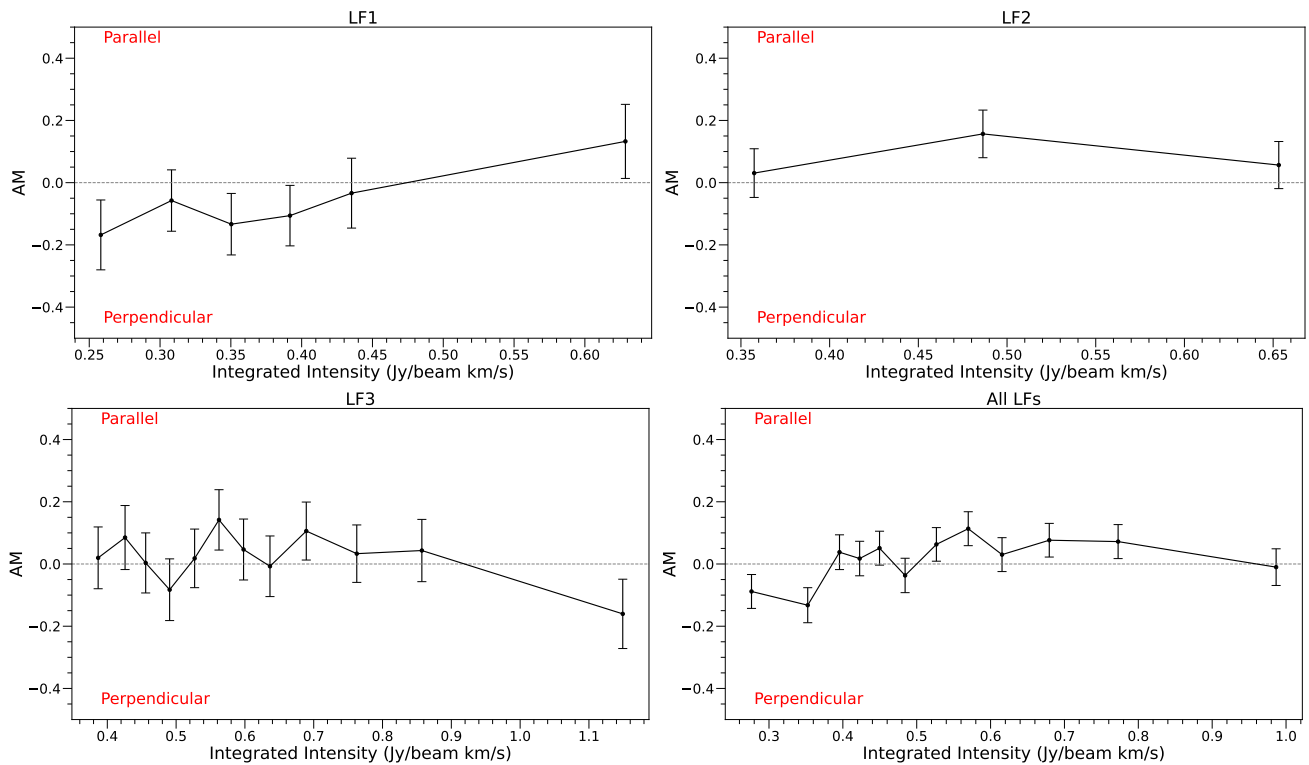 LF1
Parallel
0.4
0.2
0.0
−0.2
−0.4
AM
Perpendicular
0.25 0.30 0.35 0.40 0.45 0.50 0.55 0.60
Integrated Intensity (Jy/beam km/s)
LF2
Parallel
0.4
0.2
0.0
−0.2
−0.4
AM
Perpendicular
0.35 0.40 0.45 0.50 0.55 0.60 0.65
Integrated Intensity (Jy/beam km/s)
LF3
Parallel
0.4
0.2
0.0
−0.2
−0.4
AM
Perpendicular
0.4 0.5 0.6 0.7 0.8 0.9 1.0 1.1
Integrated Intensity (Jy/beam km/s)
All LFs
Parallel
0.4
0.2
0.0
−0.2
−0.4
AM
Perpendicular
0.3 0.4 0.5 0.6 0.7 0.8 0.9 1.0
Integrated Intensity (Jy/beam km/s)